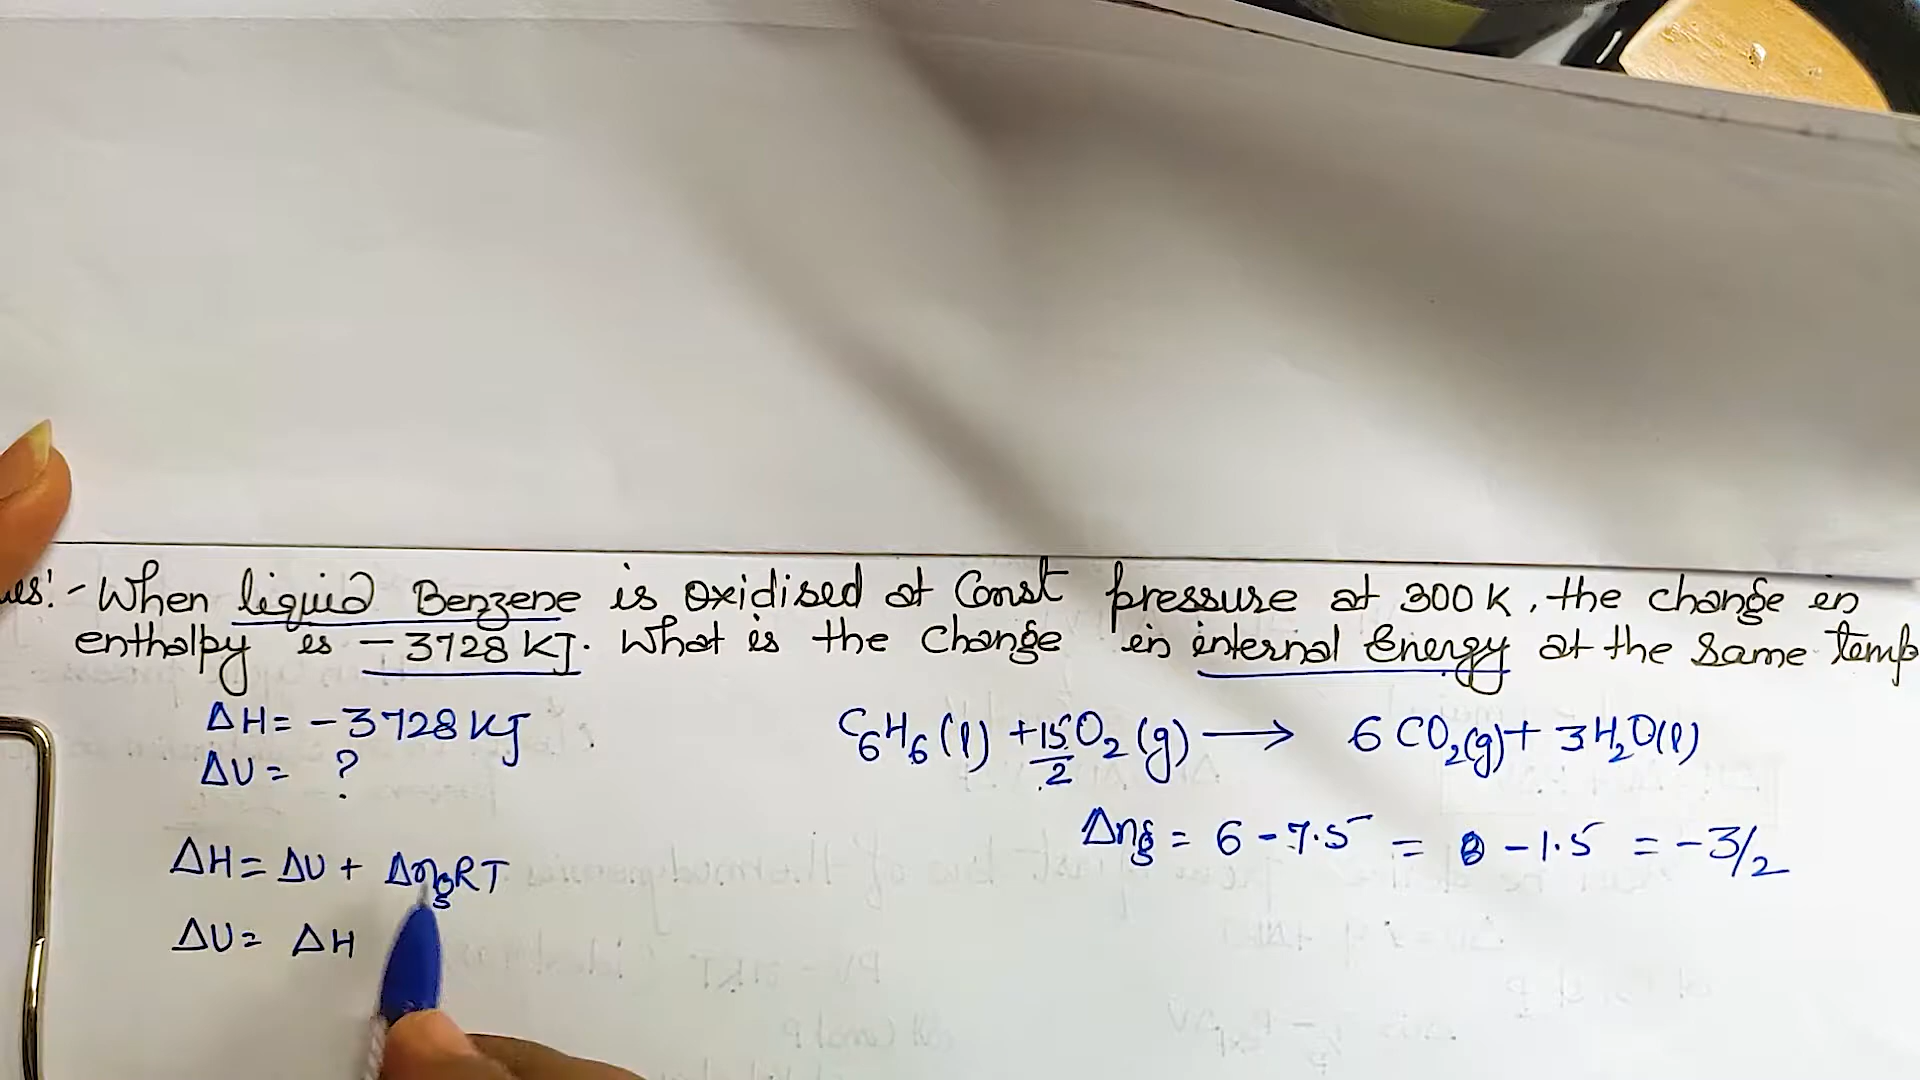 ues:- When liquid Benzene is oxidised at Const pressure at 300 K, the change in
enthalpy is -3728 KJ. What is the change in internal Energy at the same temp
ΔH = -3728 KJ
ΔU = ?
C6H6(l) + 15/2 O2(g) → 6CO2(g) + 3H2O(l)
Δng = 6 - 7.5 = - 1.5 = -3/2
ΔH = ΔU + ΔngRT
ΔU = ΔH